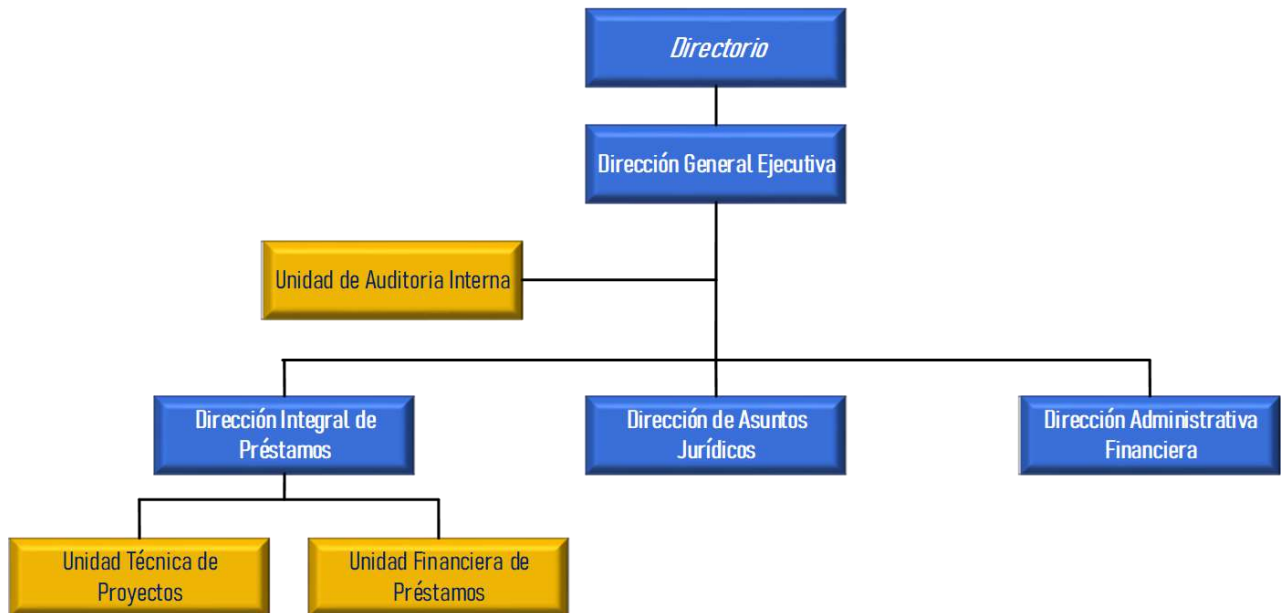 Directorio
Dirección General Ejecutiva
Unidad de Auditoria Interna
Dirección Integral de
Préstamos
Dirección de Asuntos
Jurídicos
Dirección Administrativa
Financiera
Unidad Técnica de
Proyectos
Unidad Financiera de
Préstamos